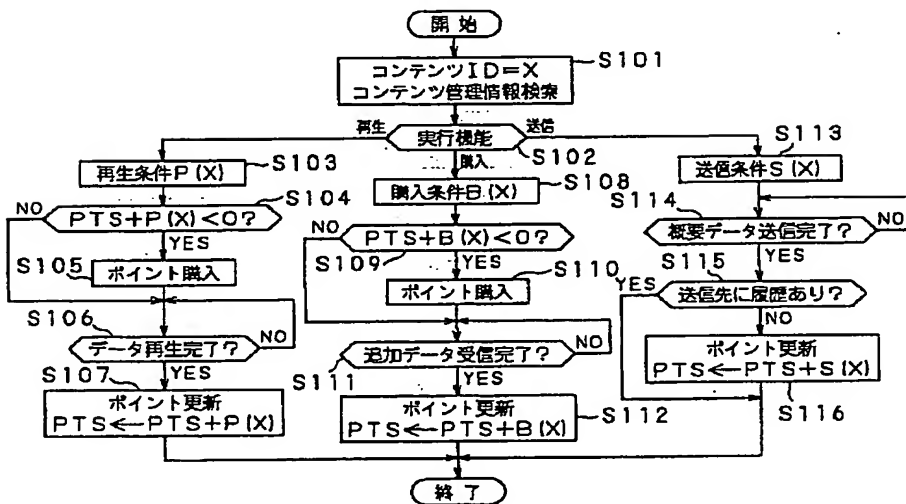 開始
S101
コンテンツID=X
コンテンツ管理情報検索
再生
実行機能
送信
S102
購入
S103
再生条件P(X)
S104
PTS+P(X)<0?
NO
YES
S105
ポイント購入
S106
データ再生完了?
NO
YES
S107
ポイント更新
PTS←PTS+P(X)
S108
購入条件B(X)
PTS+B(X)<0?
NO
S109
YES
S110
ポイント購入
追加データ受信完了?
NO
S111
YES
ポイント更新
PTS←PTS+B(X)
S112
S113
送信条件S(X)
S114
NO
概要データ送信完了?
S115
YES
YES
送信先に履歴あり?
NO
ポイント更新
PTS←PTS+S(X)
S116
終了